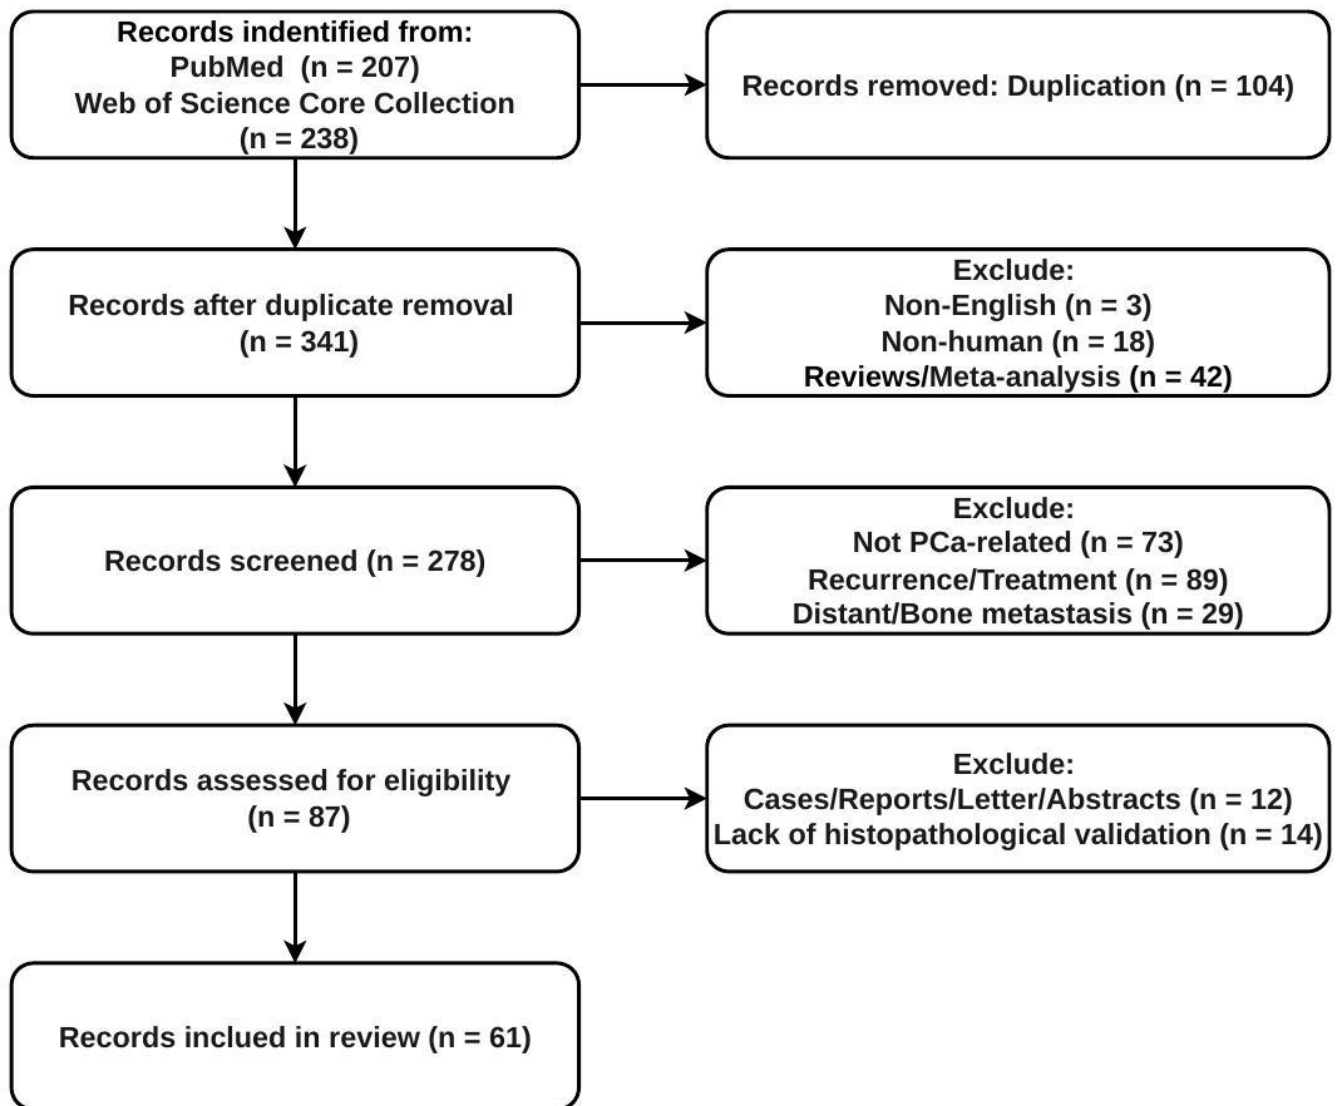 Records indentified from:
PubMed (n = 207)
Web of Science Core Collection
(n = 238)
Records removed: Duplication (n = 104)
Records after duplicate removal
(n = 341)
Exclude:
Non-English (n = 3)
Non-human (n = 18)
Reviews/Meta-analysis (n = 42)
Records screened (n = 278)
Exclude:
Not PCa-related (n = 73)
Recurrence/Treatment (n = 89)
Distant/Bone metastasis (n = 29)
Records assessed for eligibility
(n = 87)
Exclude:
Cases/Reports/Letter/Abstracts (n = 12)
Lack of histopathological validation (n = 14)
Records inclued in review (n = 61)